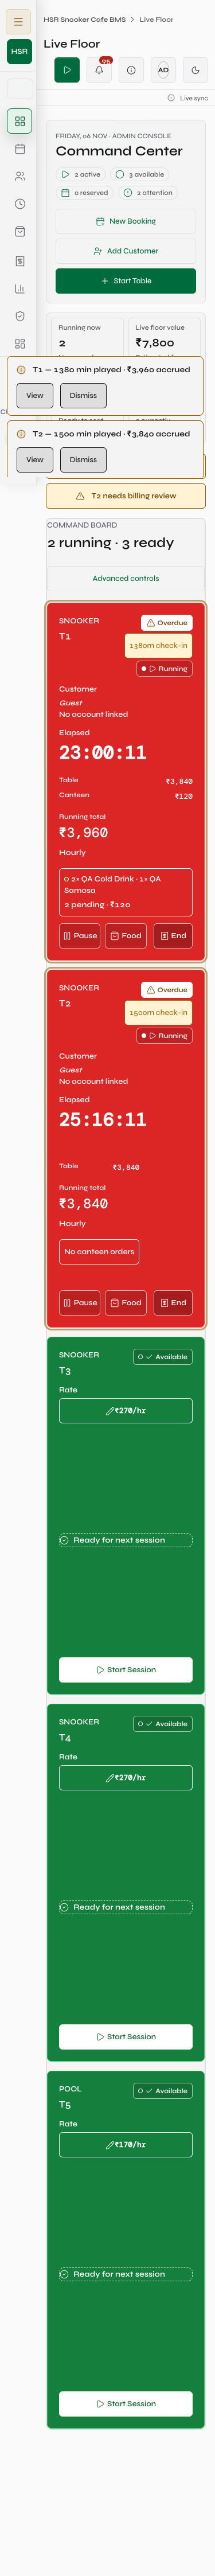 HSR Snooker Cafe BMS > Live Floor
HSR
Live Floor
95
AD
Live sync
FRIDAY, 06 NOV · ADMIN CONSOLE
Command Center
2 active
3 available
0 reserved
2 attention
New Booking
Add Customer
Start Table
Running now
2
Live floor value
₹7,800
T1 — 1380 min played · ₹3,960 accrued
View
Dismiss
T2 — 1500 min played · ₹3,840 accrued
View
Dismiss
T2 needs billing review
COMMAND BOARD
2 running · 3 ready
Advanced controls
SNOOKER
T1
Overdue
1380m check-in
Running
Customer
Guest
No account linked
Elapsed
23:00:11
Table ₹3,840
Canteen ₹120
Running total
₹3,960
Hourly
2× QA Cold Drink · 1× QA
Samosa
2 pending · ₹120
Pause
Food
End
SNOOKER
T2
Overdue
1500m check-in
Running
Customer
Guest
No account linked
Elapsed
25:16:11
Table ₹3,840
Running total
₹3,840
Hourly
No canteen orders
Pause
Food
End
SNOOKER
T3
Available
Rate
₹270/hr
Ready for next session
Start Session
SNOOKER
T4
Available
Rate
₹270/hr
Ready for next session
Start Session
POOL
T5
Available
Rate
₹170/hr
Ready for next session
Start Session